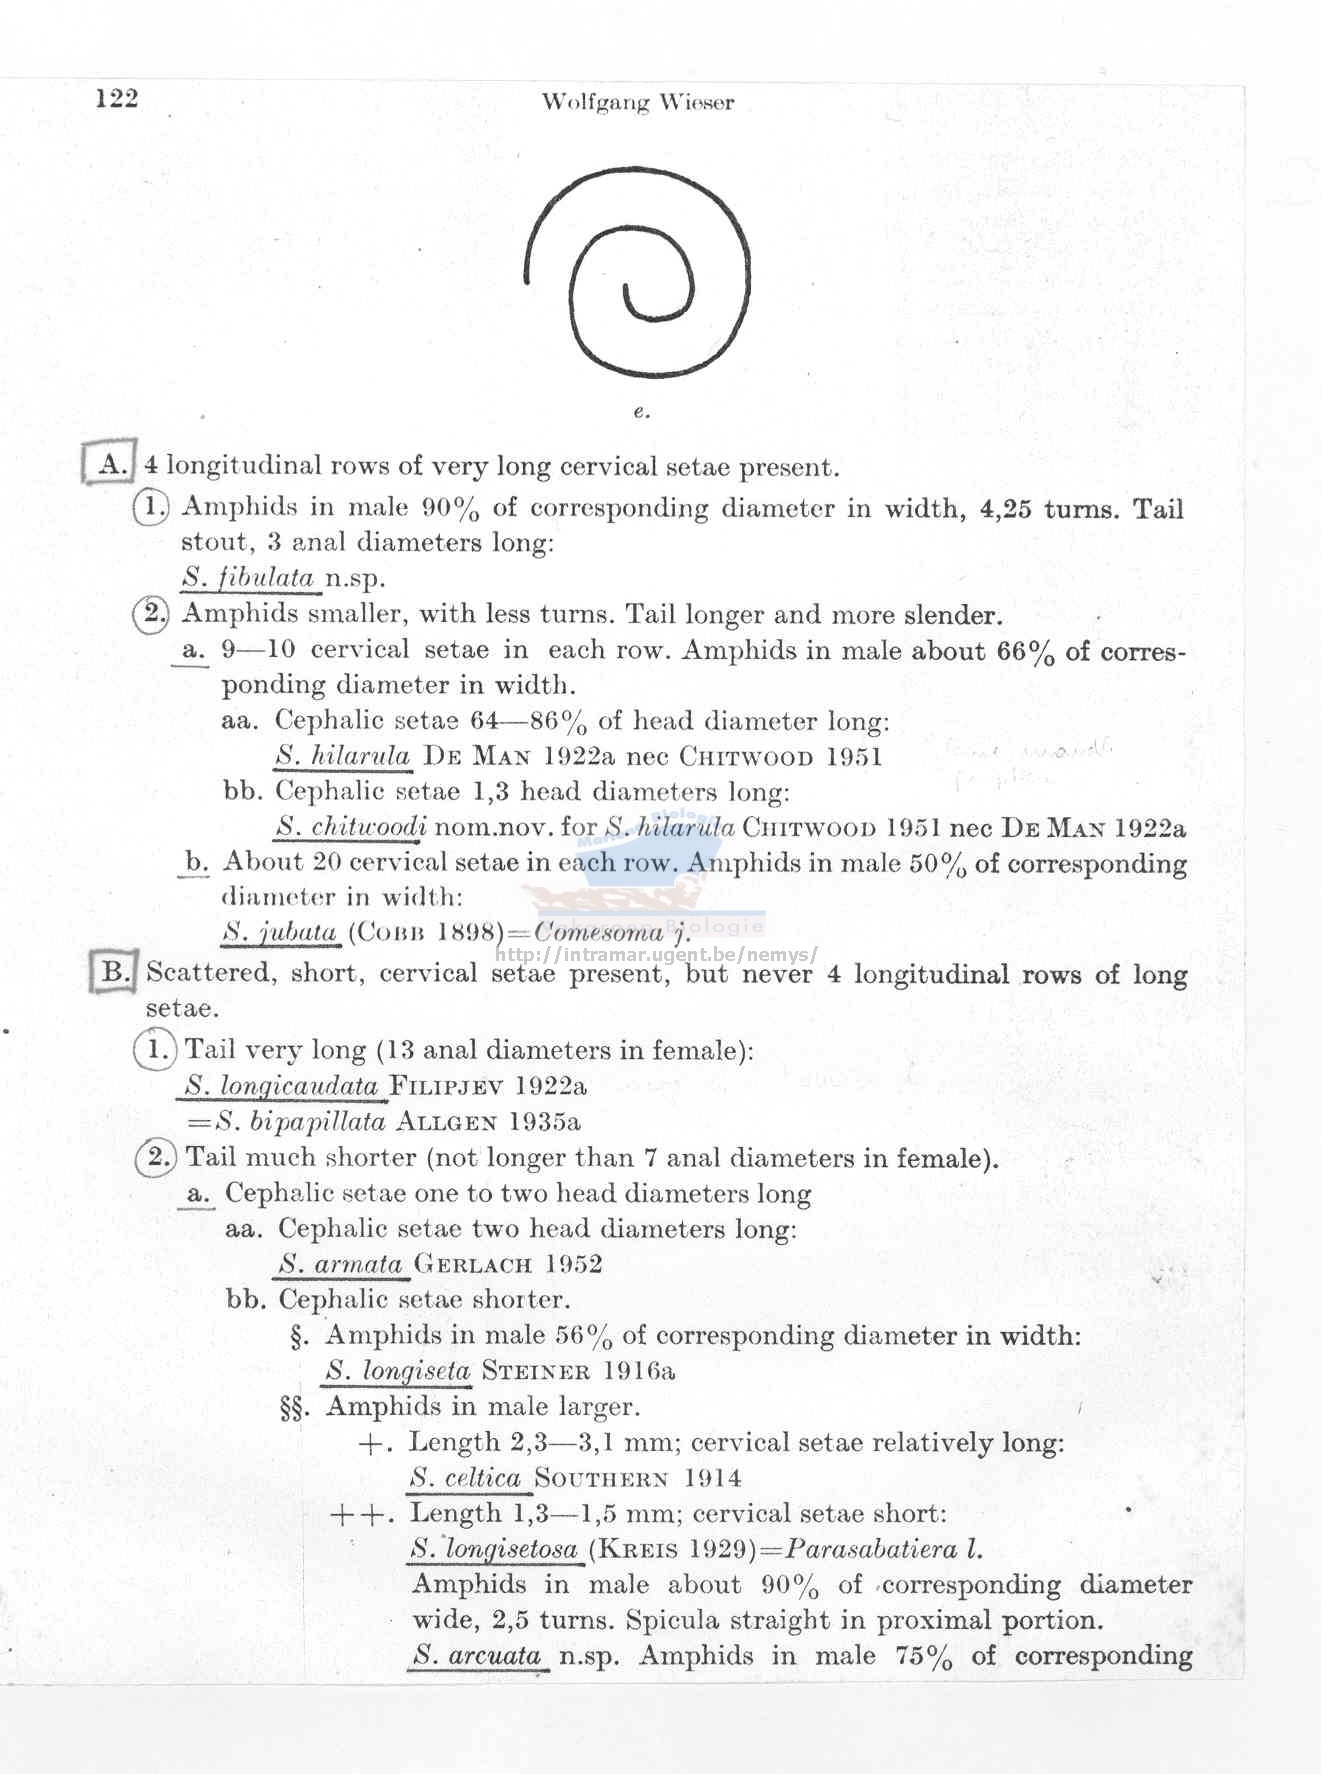 122
Wolfgang Wieser
e.
A. 4 longitudinal rows of very long cervical setae present.
1. Amphids in male 90% of corresponding diameter in width, 4,25 turns. Tail
stout, 3 anal diameters long:
S. fibulata n.sp.
2. Amphids smaller, with less turns. Tail longer and more slender.
a. 9—10 cervical setae in each row. Amphids in male about 66% of corres-
ponding diameter in width.
aa. Cephalic setae 64—86% of head diameter long:
S. hilarula DE MAN 1922a nec CHITWOOD 1951
bb. Cephalic setae 1,3 head diameters long:
S. chitwoodi nom.nov. for S. hilarula CHITWOOD 1951 nec DE MAN 1922a
b. About 20 cervical setae in each row. Amphids in male 50% of corresponding
diameter in width:
S. jubata (COBB 1898)=Comesoma j.
http://intramar.ugent.be/nemys/
B. Scattered, short, cervical setae present, but never 4 longitudinal rows of long
setae.
1. Tail very long (13 anal diameters in female):
S. longicaudata FILIPJEV 1922a
=S. bipapillata ALLGEN 1935a
2. Tail much shorter (not longer than 7 anal diameters in female).
a. Cephalic setae one to two head diameters long
aa. Cephalic setae two head diameters long:
S. armata GERLACH 1952
bb. Cephalic setae shorter.
§. Amphids in male 56% of corresponding diameter in width:
S. longiseta STEINER 1916a
§§. Amphids in male larger.
+. Length 2,3—3,1 mm; cervical setae relatively long:
S. celtica SOUTHERN 1914
++. Length 1,3—1,5 mm; cervical setae short:
S. longisetosa (KREIS 1929)=Parasabatiera l.
Amphids in male about 90% of corresponding diameter
wide, 2,5 turns. Spicula straight in proximal portion.
S. arcuata n.sp. Amphids in male 75% of corresponding